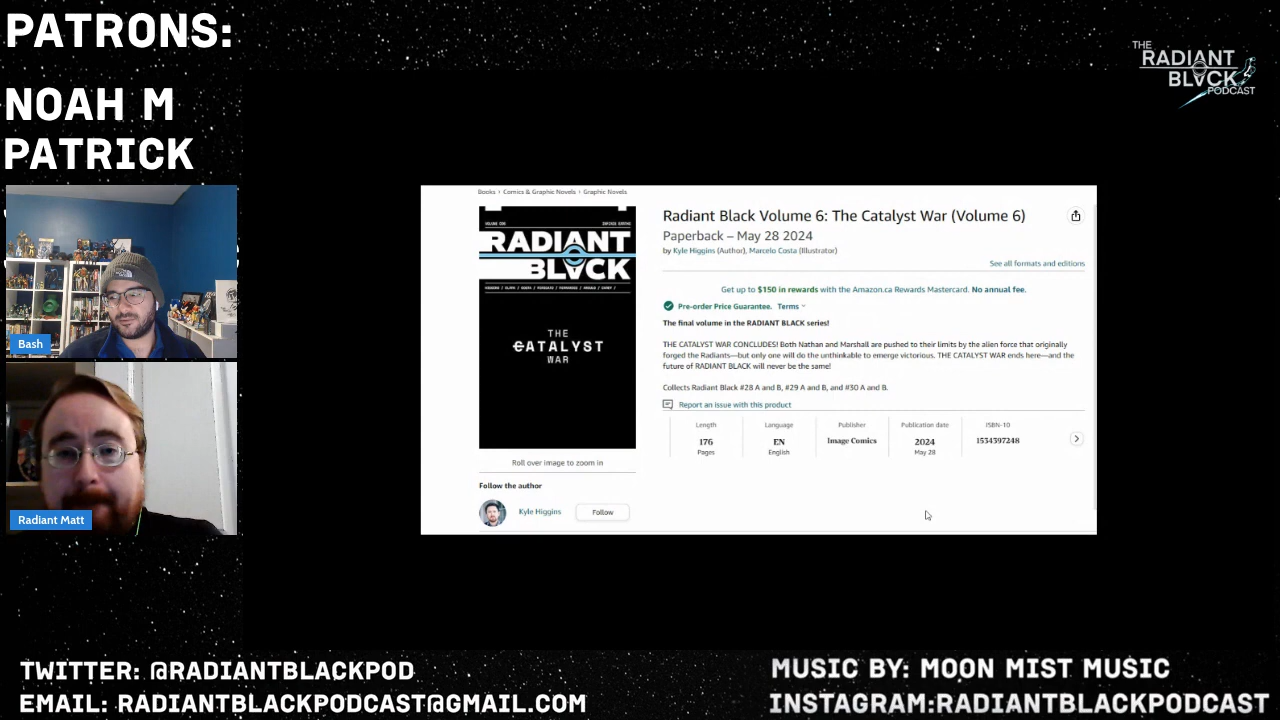 PATRONS:
NOAH M
PATRICK
THE
RADIANT
BLVCK
PODCAST
Bash
Radiant Matt
Books › Comics & Graphic Novels › Graphic Novels
RADIANT
BLVCK
THE
CATALYST
WAR
Roll over image to zoom in
Follow the author
Kyle Higgins
Follow
Radiant Black Volume 6: The Catalyst War (Volume 6)
Paperback – May 28 2024
by Kyle Higgins (Author), Marcelo Costa (Illustrator)
See all formats and editions
Get up to $150 in rewards with the Amazon.ca Rewards Mastercard. No annual fee.
Pre-order Price Guarantee. Terms
The final volume in the RADIANT BLACK series!
THE CATALYST WAR CONCLUDES! Both Nathan and Marshall are pushed to their limits by the alien force that originally
forged the Radiants—but only one will do the unthinkable to emerge victorious. THE CATALYST WAR ends here—and the
future of RADIANT BLACK will never be the same!
Collects Radiant Black #28 A and B, #29 A and B, and #30 A and B.
Report an issue with this product
Length
176
Pages
Language
EN
English
Publisher
Image Comics
Publication date
2024
May 28
ISBN-10
1534397248
TWITTER: @RADIANTBLACKPOD
EMAIL: RADIANTBLACKPODCAST@GMAIL.COM
MUSIC BY: MOON MIST MUSIC
INSTAGRAM:RADIANTBLACKPODCAST